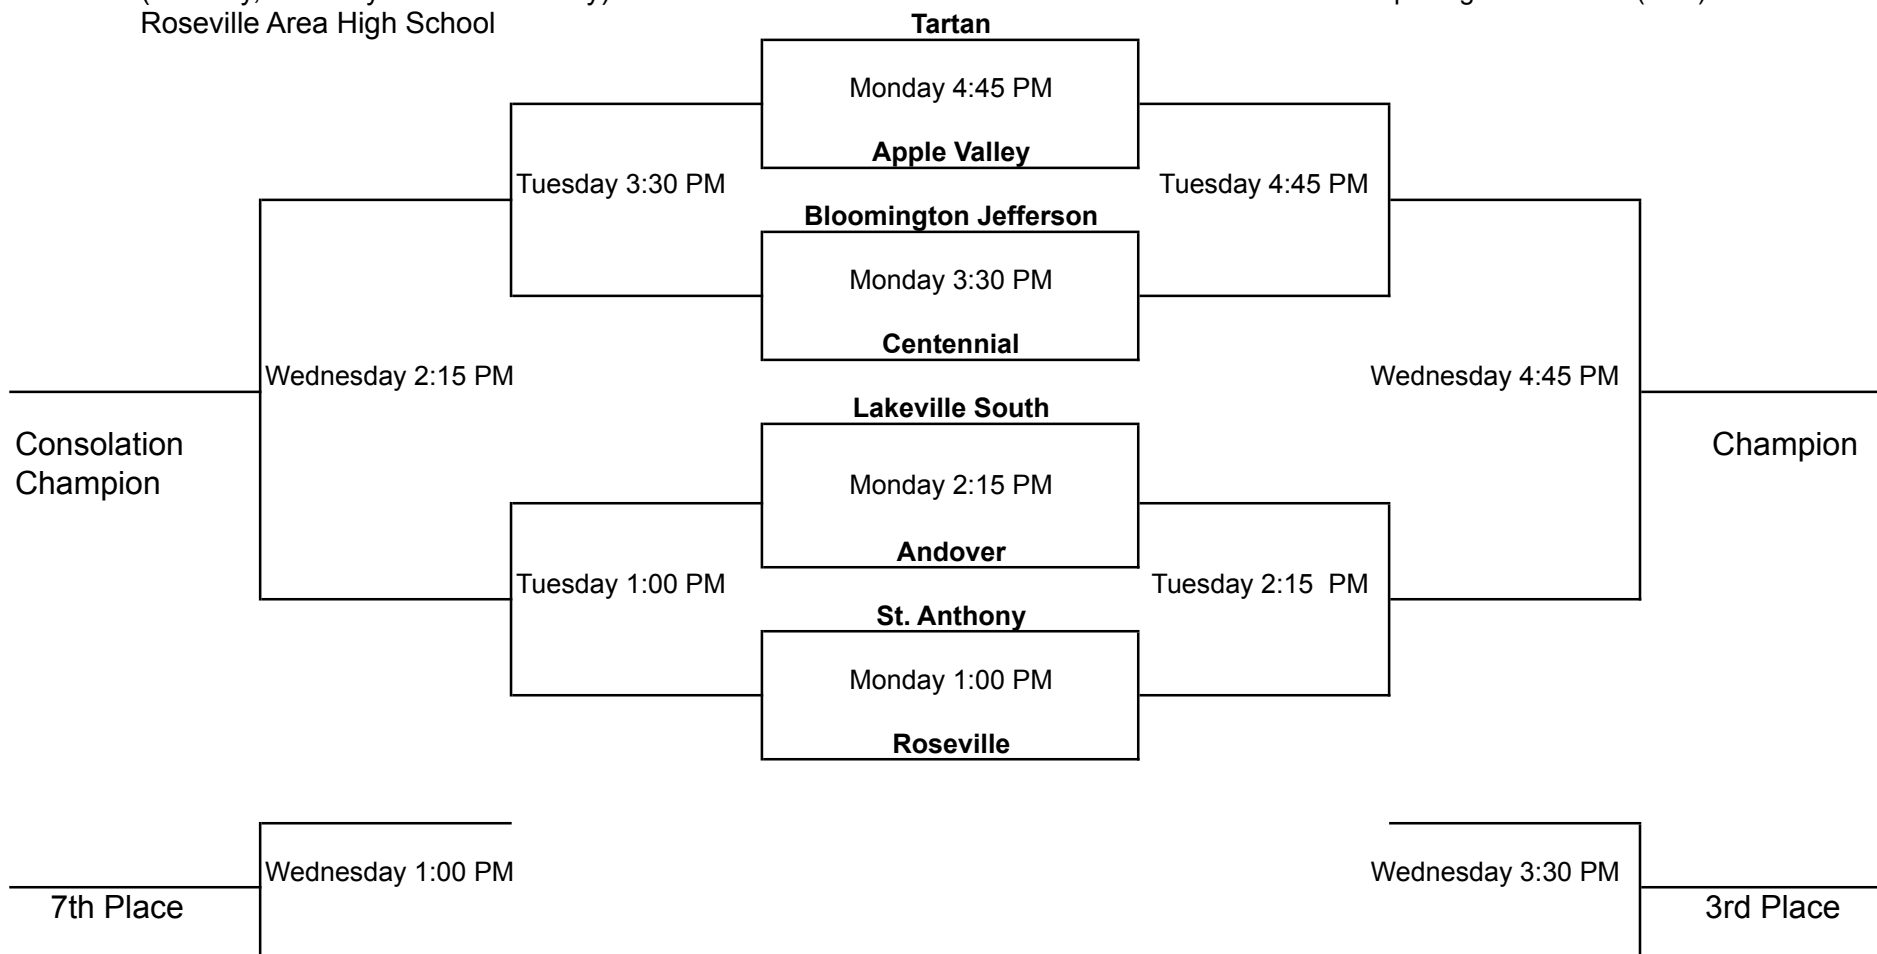 Roseville Area High School
Tartan
Monday 4:45 PM
Apple Valley
Tuesday 3:30 PM
Tuesday 4:45 PM
Bloomington Jefferson
Monday 3:30 PM
Centennial
Wednesday 2:15 PM
Wednesday 4:45 PM
Lakeville South
Consolation
Champion
Champion
Monday 2:15 PM
Andover
Tuesday 1:00 PM
Tuesday 2:15  PM
St. Anthony
Monday 1:00 PM
Roseville
Wednesday 1:00 PM
Wednesday 3:30 PM
7th Place
3rd Place